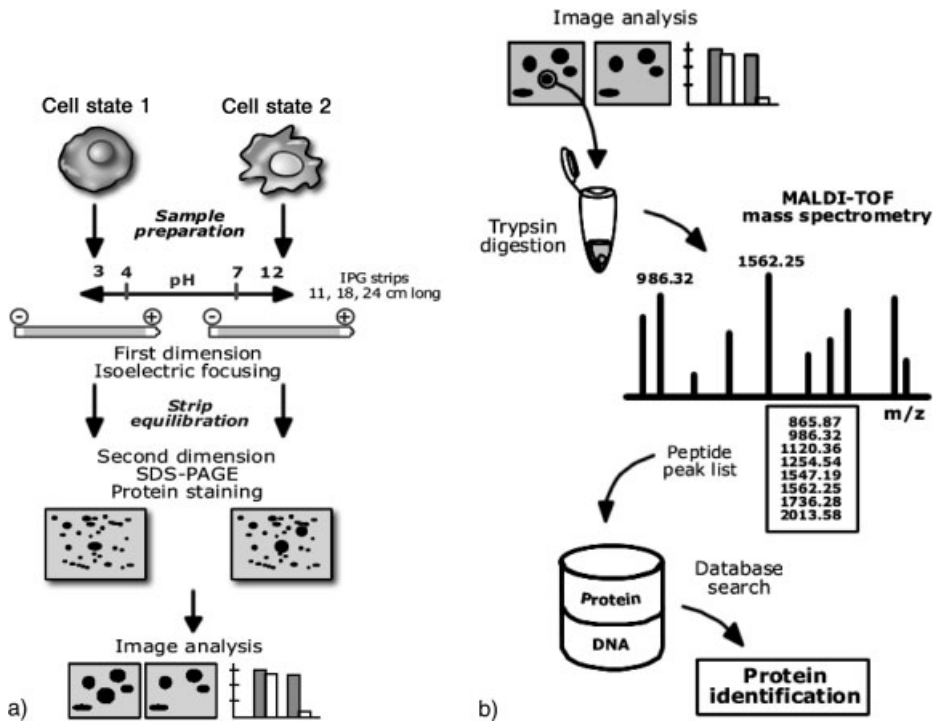 Cell state 1
Cell state 2
Sample
preparation
3 4 pH 7 12
IPG strips
11, 18, 24 cm long
− + − +
First dimension
Isoelectric focusing
Strip
equilibration
Second dimension
SDS-PAGE
Protein staining
Image analysis
a)
Image analysis
Trypsin
digestion
MALDI-TOF
mass spectrometry
986.32
1562.25
m/z
Peptide
peak list
865.87
986.32
1120.36
1254.54
1547.19
1562.25
1736.28
2013.58
Protein
DNA
Database
search
Protein
identification
b)